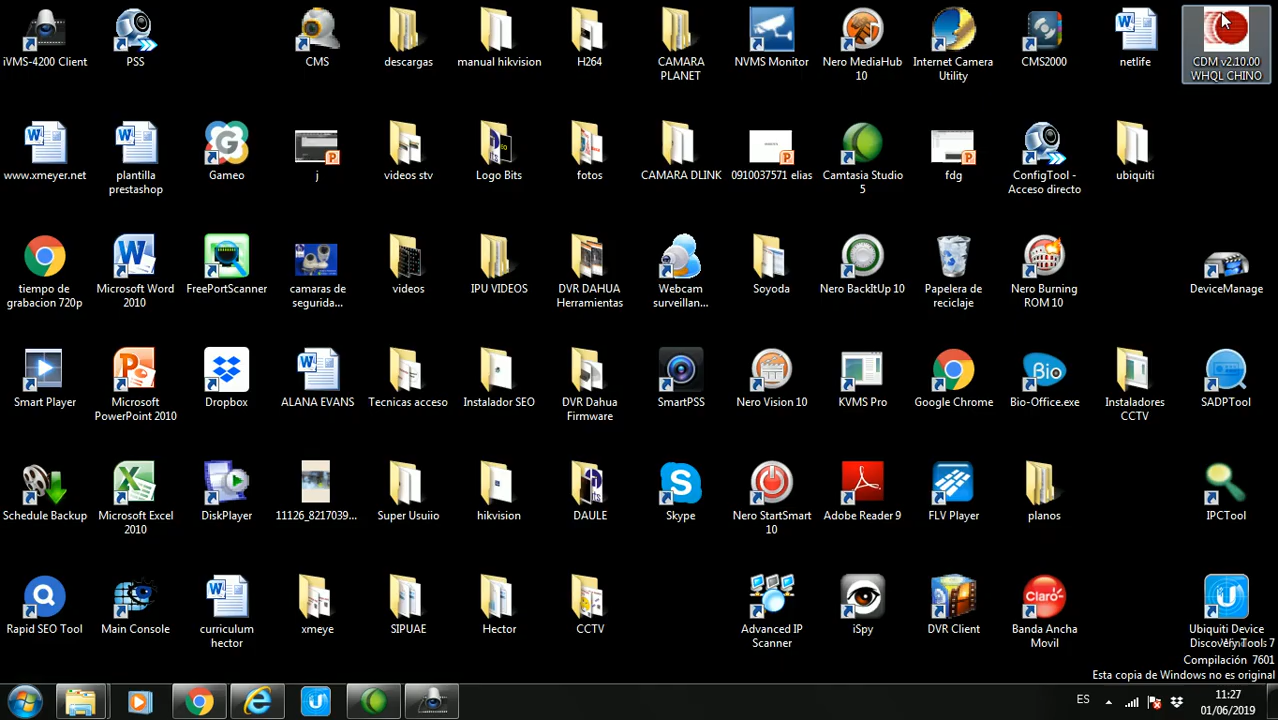 iVMS-4200 Client
PSS
CMS
descargas
manual hikvision
H264
CAMARA
PLANET
NVMS Monitor
Nero MediaHub
10
Internet Camera
Utility
CMS2000
netlife
CDM v2.10.00
WHQL CHINO
www.xmeyer.net
plantilla
prestashop
Gameo
j
videos stv
Logo Bits
fotos
CAMARA DLINK
0910037571 elias
Camtasia Studio
5
fdg
ConfigTool -
Acceso directo
ubiquiti
tiempo de
grabacion 720p
Microsoft Word
2010
FreePortScanner
camaras de
segurida...
videos
IPU VIDEOS
DVR DAHUA
Herramientas
Webcam
surveillan...
Soyoda
Nero BackItUp 10
Papelera de
reciclaje
Nero Burning
ROM 10
DeviceManage
Smart Player
Microsoft
PowerPoint 2010
Dropbox
ALANA EVANS
Tecnicas acceso
Instalador SEO
DVR Dahua
Firmware
SmartPSS
Nero Vision 10
KVMS Pro
Google Chrome
Bio
Bio-Office.exe
Instaladores
CCTV
SADPTool
Schedule Backup
Microsoft Excel
2010
DiskPlayer
11126_8217039...
Super Usuiio
hikvision
DAULE
Skype
Nero StartSmart
10
Adobe Reader 9
FLV Player
planos
IPCTool
Rapid SEO Tool
Main Console
curriculum
hector
xmeye
SIPUAE
Hector
CCTV
Advanced IP
Scanner
iSpy
DVR Client
Claro
Banda Ancha
Movil
Ubiquiti Device
Discovery Tool
Compilación 7601
Esta copia de Windows no es original
ES
11:27
01/06/2019